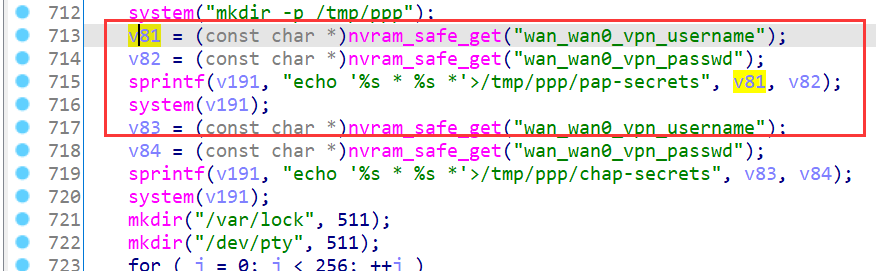 712 system("mkdir -p /tmp/ppp");
713 v81 = (const char *)nvram_safe_get("wan_wan0_vpn_username");
714 v82 = (const char *)nvram_safe_get("wan_wan0_vpn_passwd");
715 sprintf(v191, "echo '%s * %s *'>/tmp/ppp/pap-secrets", v81, v82);
716 system(v191);
717 v83 = (const char *)nvram_safe_get("wan_wan0_vpn_username");
718 v84 = (const char *)nvram_safe_get("wan_wan0_vpn_passwd");
719 sprintf(v191, "echo '%s * %s *'>/tmp/ppp/chap-secrets", v83, v84);
720 system(v191);
721 mkdir("/var/lock", 511);
722 mkdir("/dev/pty", 511);
723 for ( i = 0; i < 256; ++i )